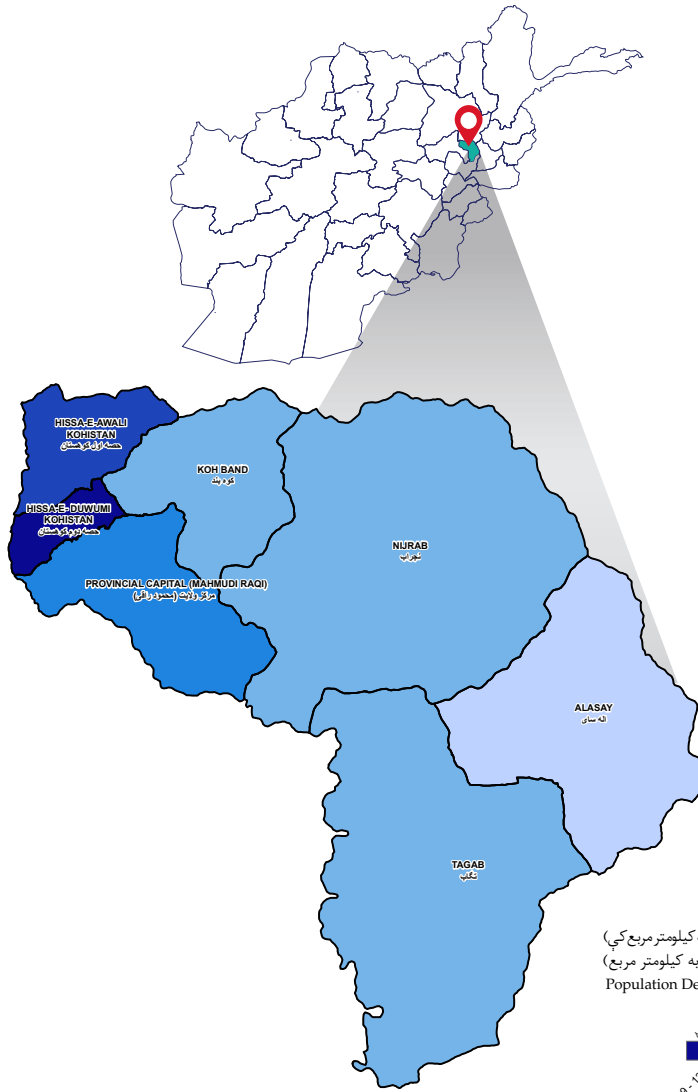 HISSA-E-AWALI
KOHISTAN
حصه اول کوهستان
KOH BAND
کوه بند
HISSA-E- DUWUMI
KOHISTAN
حصه دوم کوهستان
NIJRAB
نجراب
PROVINCIAL CAPITAL (MAHMUDI RAQI)
مرکز ولایت (محمود راقی)
ALASAY
اله سای
TAGAB
تگاب
کیلومتر مربع کې)
به کیلومتر مربع)
Population De